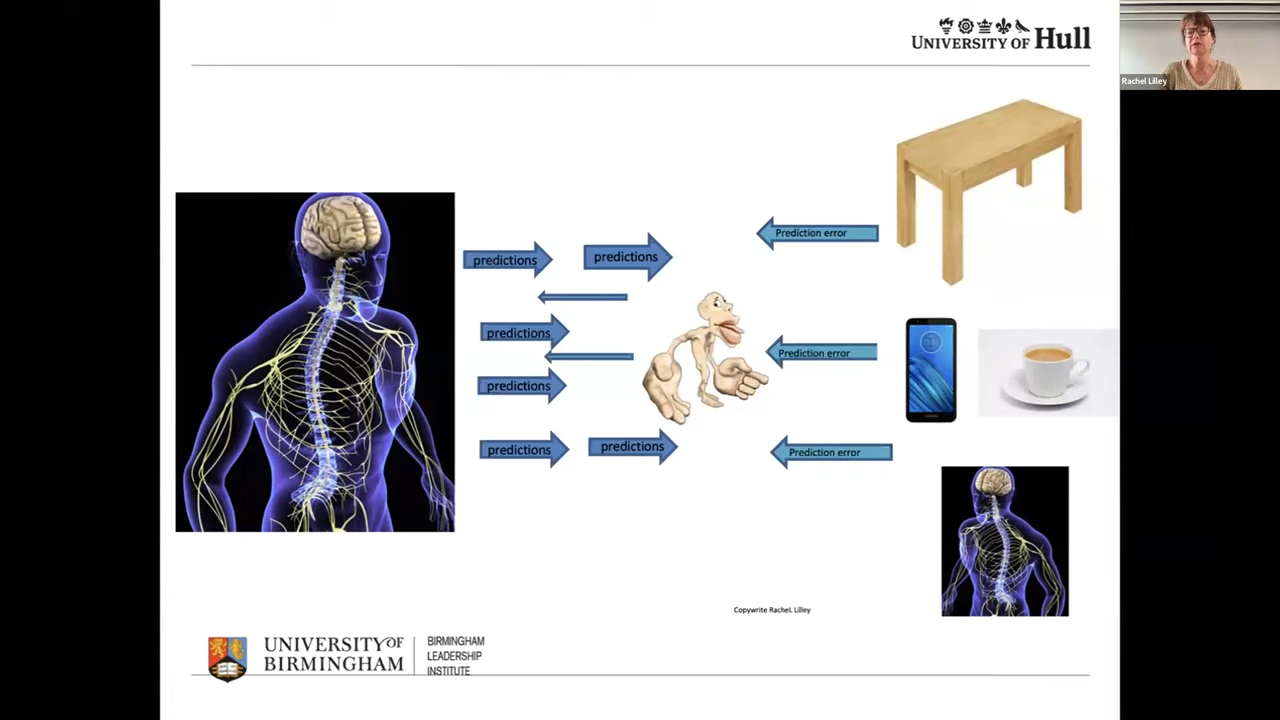 UNIVERSITY OF Hull
Rachel Lilley
Prediction error
predictions
predictions
predictions
Prediction error
predictions
predictions
predictions
Prediction error
Copywrite RacheL Lilley
UNIVERSITY OF
BIRMINGHAM
BIRMINGHAM
LEADERSHIP
INSTITUTE